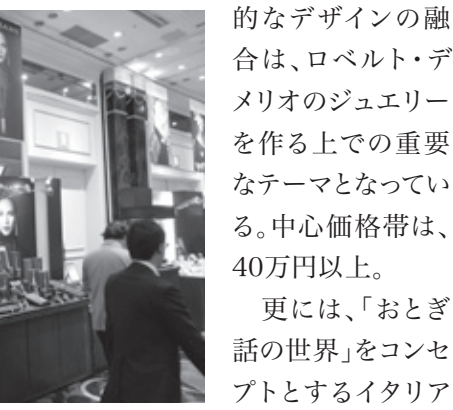 的なデザインの融
合は、ロベルト・デ
メリオのジュエリー
を作る上での重要
なテーマとなってい
る。中心価格帯は、
40万円以上。
更には、「おとぎ
話の世界」をコンセ
プトとするイタリア